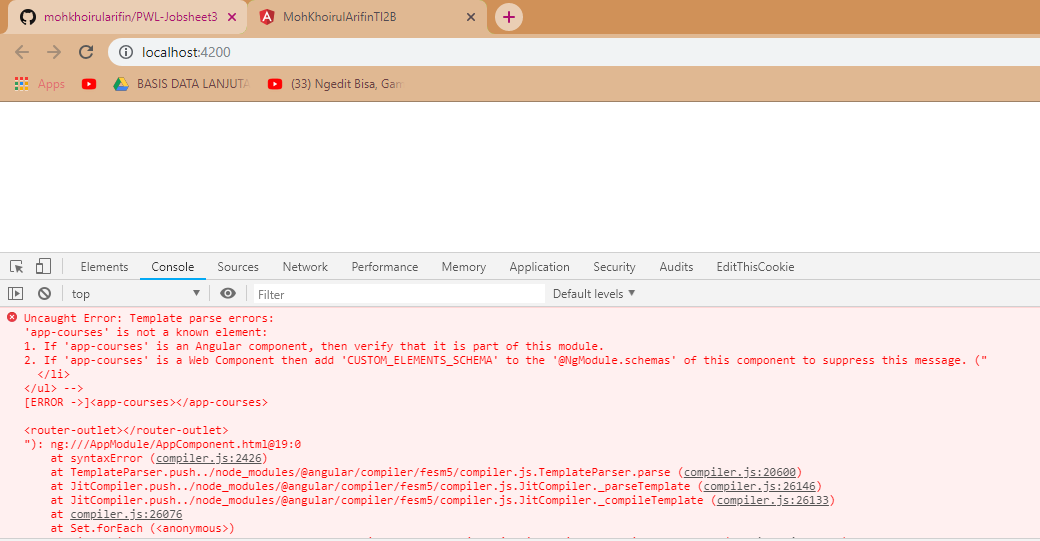 mohkhoirularifin/PWL-Jobsheet3
MohKhoirulArifinTI2B
localhost:4200
Apps
BASIS DATA LANJUTA
(33) Ngedit Bisa, Gam
Elements Console Sources Network Performance Memory Application Security Audits EditThisCookie
top Filter Default levels
Uncaught Error: Template parse errors:
'app-courses' is not a known element:
1. If 'app-courses' is an Angular component, then verify that it is part of this module.
2. If 'app-courses' is a Web Component then add 'CUSTOM_ELEMENTS_SCHEMA' to the '@NgModule.schemas' of this component to suppress this message. ("
</li>
</ul> -->
[ERROR ->]<app-courses></app-courses>
<router-outlet></router-outlet>
"): ng:///AppModule/AppComponent.html@19:0
at syntaxError (compiler.js:2426)
at TemplateParser.push../node_modules/@angular/compiler/fesm5/compiler.js.TemplateParser.parse (compiler.js:20600)
at JitCompiler.push../node_modules/@angular/compiler/fesm5/compiler.js.JitCompiler._parseTemplate (compiler.js:26146)
at JitCompiler.push../node_modules/@angular/compiler/fesm5/compiler.js.JitCompiler._compileTemplate (compiler.js:26133)
at compiler.js:26076
at Set.forEach (<anonymous>)